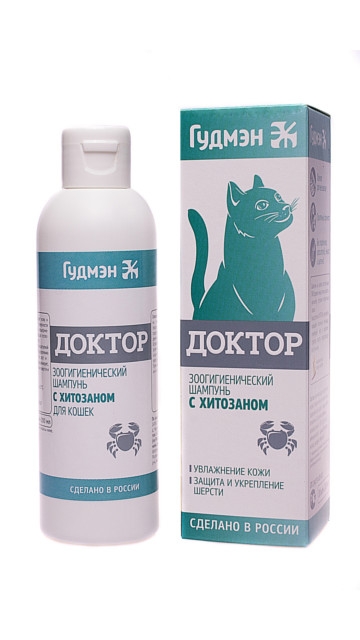 Гудмэн
ДОКТОР
ЗООГИГИЕНИЧЕСКИЙ
ШАМПУНЬ
С ХИТОЗАНОМ
ДЛЯ КОШЕК
СДЕЛАНО В РОССИИ
Гудмэн
ДОКТОР
ЗООГИГИЕНИЧЕСКИЙ
ШАМПУНЬ
С ХИТОЗАНОМ
УВЛАЖНЕНИЕ КОЖИ
ЗАЩИТА И УКРЕПЛЕНИЕ
ШЕРСТИ
СДЕЛАНО В РОССИИ